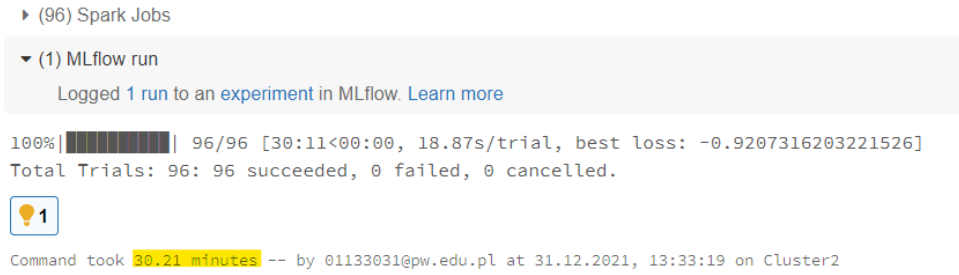 (96) Spark Jobs
(1) MLflow run
Logged 1 run to an experiment in MLflow. Learn more
100%|██████████| 96/96 [30:11<00:00, 18.87s/trial, best loss: -0.9207316203221526]
Total Trials: 96: 96 succeeded, 0 failed, 0 cancelled.
1
Command took 30.21 minutes -- by 01133031@pw.edu.pl at 31.12.2021, 13:33:19 on Cluster2